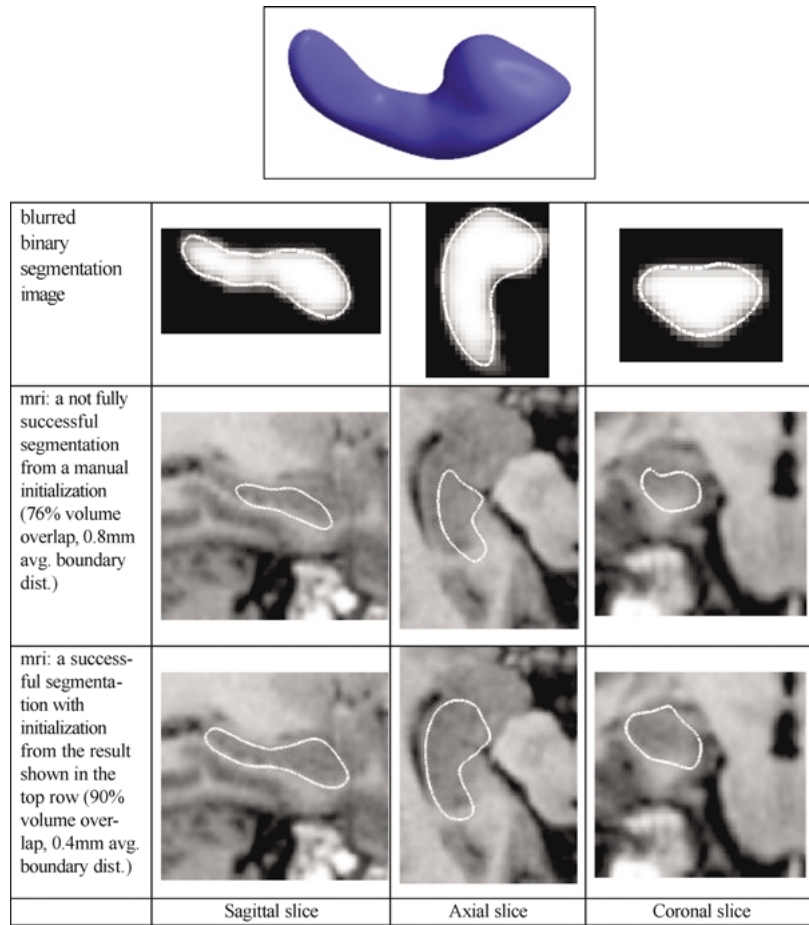 blurred
binary
segmentation
image
mri: a not fully
successful
segmentation
from a manual
initialization
(76% volume
overlap, 0.8mm
avg. boundary
dist.)
mri: a success-
ful segmenta-
tion with
initialization
from the result
shown in the
top row (90%
volume over-
lap, 0.4mm avg.
boundary dist.)
Sagittal slice
Axial slice
Coronal slice